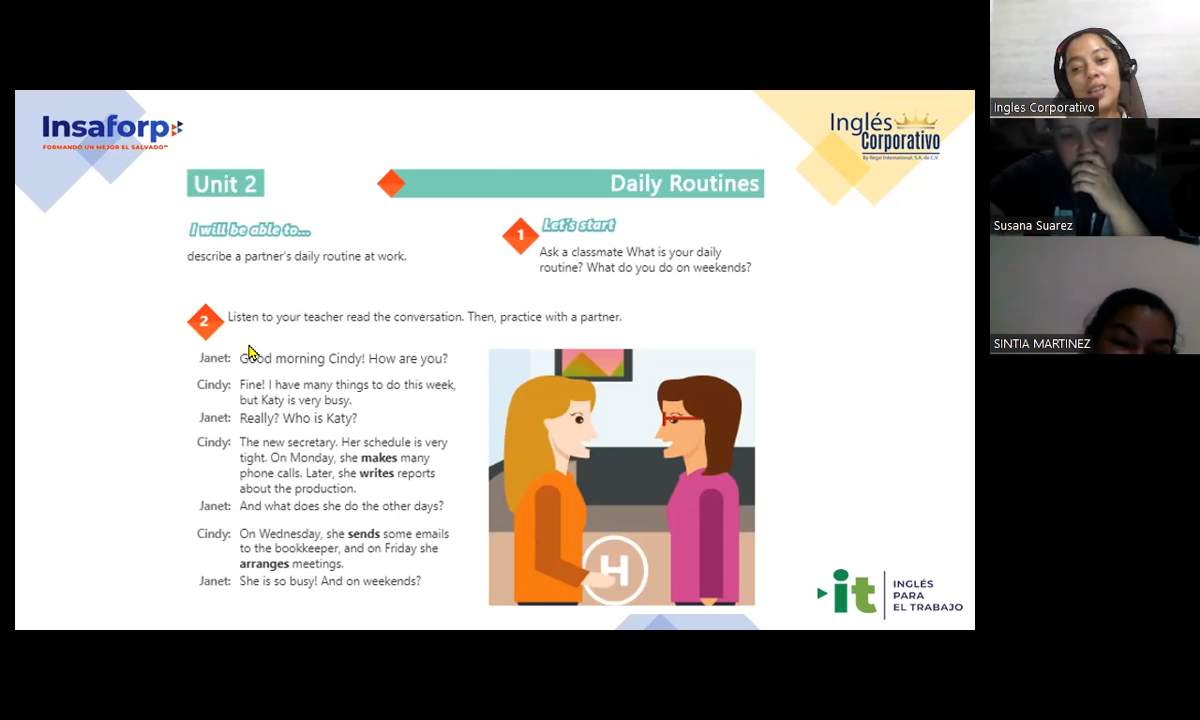 Insaforp
FORMANDO UN MEJOR EL SALVADOR
Inglés
Corporativo
By Regal International, S.A. de C.V.
Unit 2
Daily Routines
I will be able to...
describe a partner's daily routine at work.
1
Let's start
Ask a classmate What is your daily
routine? What do you do on weekends?
2
Listen to your teacher read the conversation. Then, practice with a partner.
Janet: Good morning Cindy! How are you?
Cindy: Fine! I have many things to do this week,
but Katy is very busy.
Janet: Really? Who is Katy?
Cindy: The new secretary. Her schedule is very
tight. On Monday, she makes many
phone calls. Later, she writes reports
about the production.
Janet: And what does she do the other days?
Cindy: On Wednesday, she sends some emails
to the bookkeeper, and on Friday she
arranges meetings.
Janet: She is so busy! And on weekends?
H
it
INGLÉS
PARA
EL TRABAJO
Ingles Corporativo
Susana Suarez
SINTIA MARTINEZ